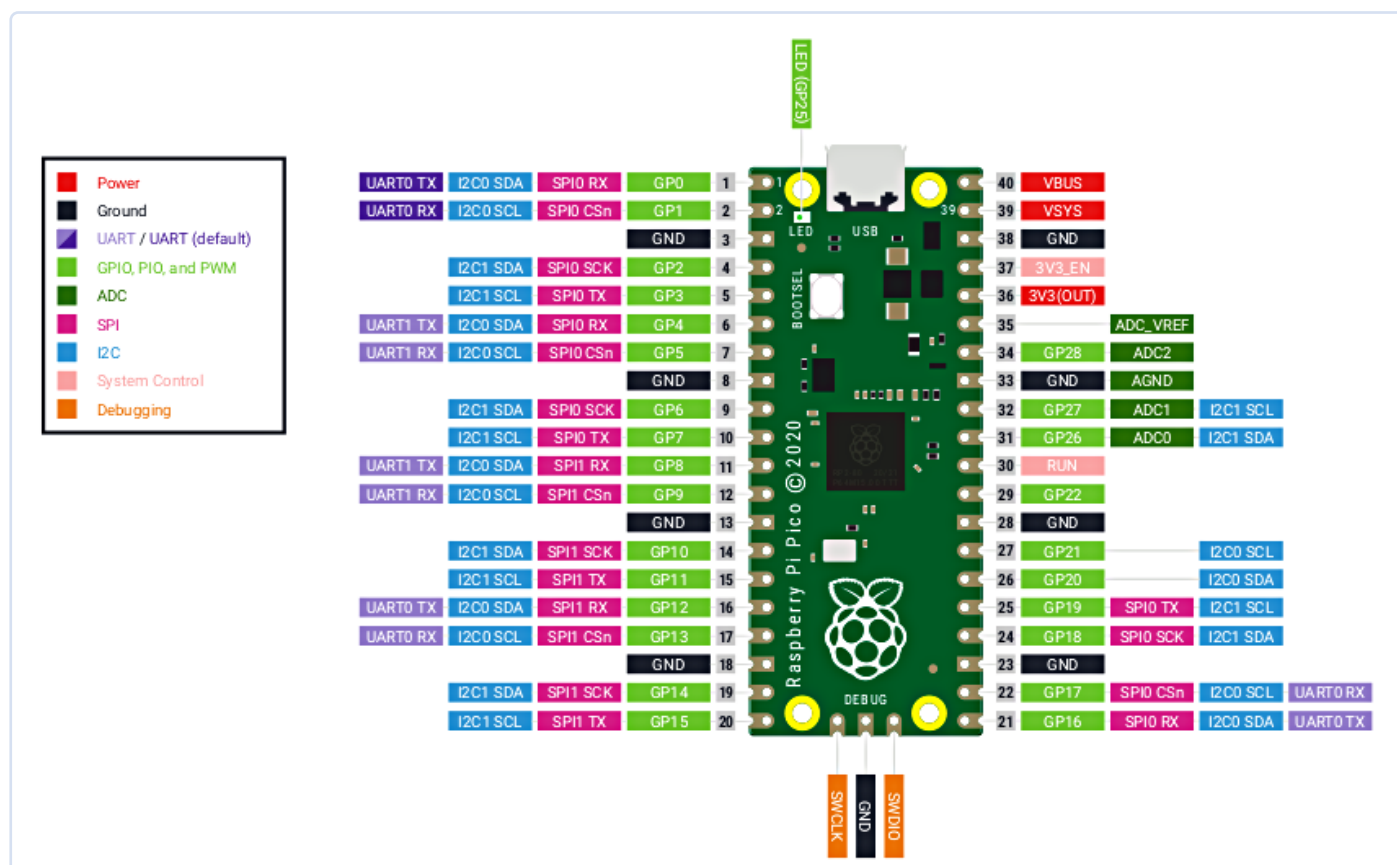 LED (GP25)
Power
Ground
UART / UART (default)
GPIO, PIO, and PWM
ADC
SPI
I2C
System Control
Debugging
UART0 TX I2C0 SDA SPI0 RX GP0 1
UART0 RX I2C0 SCL SPI0 CSn GP1 2
GND 3
I2C1 SDA SPI0 SCK GP2 4
I2C1 SCL SPI0 TX GP3 5
UART1 TX I2C0 SDA SPI0 RX GP4 6
UART1 RX I2C0 SCL SPI0 CSn GP5 7
GND 8
I2C1 SDA SPI0 SCK GP6 9
I2C1 SCL SPI0 TX GP7 10
UART1 TX I2C0 SDA SPI1 RX GP8 11
UART1 RX I2C0 SCL SPI1 CSn GP9 12
GND 13
I2C1 SDA SPI1 SCK GP10 14
I2C1 SCL SPI1 TX GP11 15
UART0 TX I2C0 SDA SPI1 RX GP12 16
UART0 RX I2C0 SCL SPI1 CSn GP13 17
GND 18
I2C1 SDA SPI1 SCK GP14 19
I2C1 SCL SPI1 TX GP15 20
1
2
39
LED
USB
BOOTSEL
Raspberry Pi Pico © 2020
DEBUG
40 VBUS
39 VSYS
38 GND
37 3V3_EN
36 3V3(OUT)
35 ADC_VREF
34 GP28 ADC2
33 GND AGND
32 GP27 ADC1 I2C1 SCL
31 GP26 ADC0 I2C1 SDA
30 RUN
29 GP22
28 GND
27 GP21 I2C0 SCL
26 GP20 I2C0 SDA
25 GP19 SPI0 TX I2C1 SCL
24 GP18 SPI0 SCK I2C1 SDA
23 GND
22 GP17 SPI0 CSn I2C0 SCL UART0 RX
21 GP16 SPI0 RX I2C0 SDA UART0 TX
SWCLK
GND
SWDIO